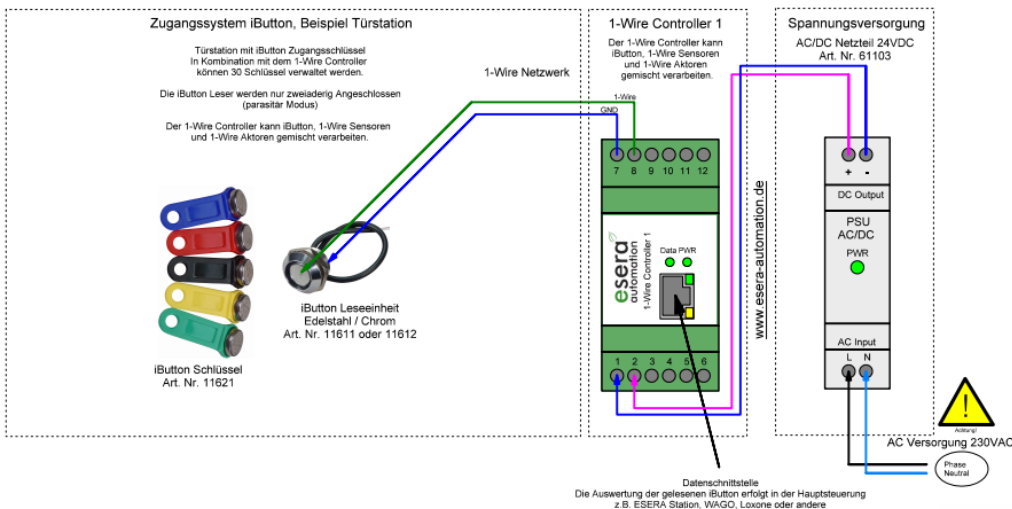 Zugangssystem iButton, Beispiel Türstation
Türstation mit iButton Zugangsschlüssel
In Kombination mit dem 1-Wire Controller
können 30 Schlüssel verwaltet werden.
Die iButton Leser werden nur zweiaderig Angeschlossen
(parasitär Modus)
Der 1-Wire Controller kann iButton, 1-Wire Sensoren
und 1-Wire Aktoren gemischt verarbeiten.
1-Wire Netzwerk
iButton Schlüssel
Art. Nr. 11621
iButton Leseeinheit
Edelstahl / Chrom
Art. Nr. 11611 oder 11612
1-Wire Controller 1
Der 1-Wire Controller kann
iButton, 1-Wire Sensoren
und 1-Wire Aktoren
gemischt verarbeiten.
1-Wire
GND
7 8 9 10 11 12
esera
automation
1-Wire Controller 1
Data PWR
1 2 3 4 5 6
www.esera-automation.de
Spannungsversorgung
AC/DC Netzteil 24VDC
Art. Nr. 61103
+ -
DC Output
PSU
AC/DC
PWR
AC Input
L N
!
Achtung!
AC Versorgung 230VAC
Phase
Neutral
Datenschnittstelle
Die Auswertung der gelesenen iButton erfolgt in der Hauptsteuerung
z.B. ESERA Station, WAGO, Loxone oder andere